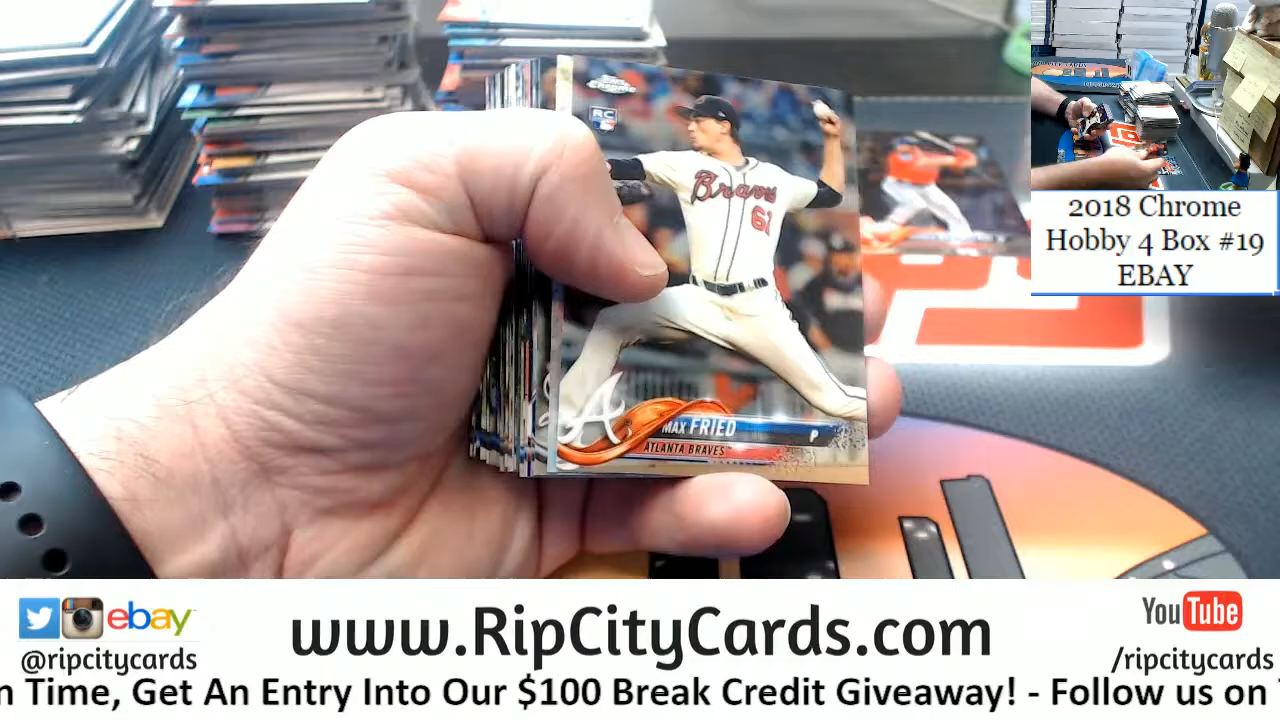 RC
Braves
61
A
MAX FRIED
P
ATLANTA BRAVES
2018 Chrome
Hobby 4 Box #19
EBAY
ebay
@ripcitycards
www.RipCityCards.com
YouTube
/ripcitycards
n Time, Get An Entry Into Our $100 Break Credit Giveaway! - Follow us on